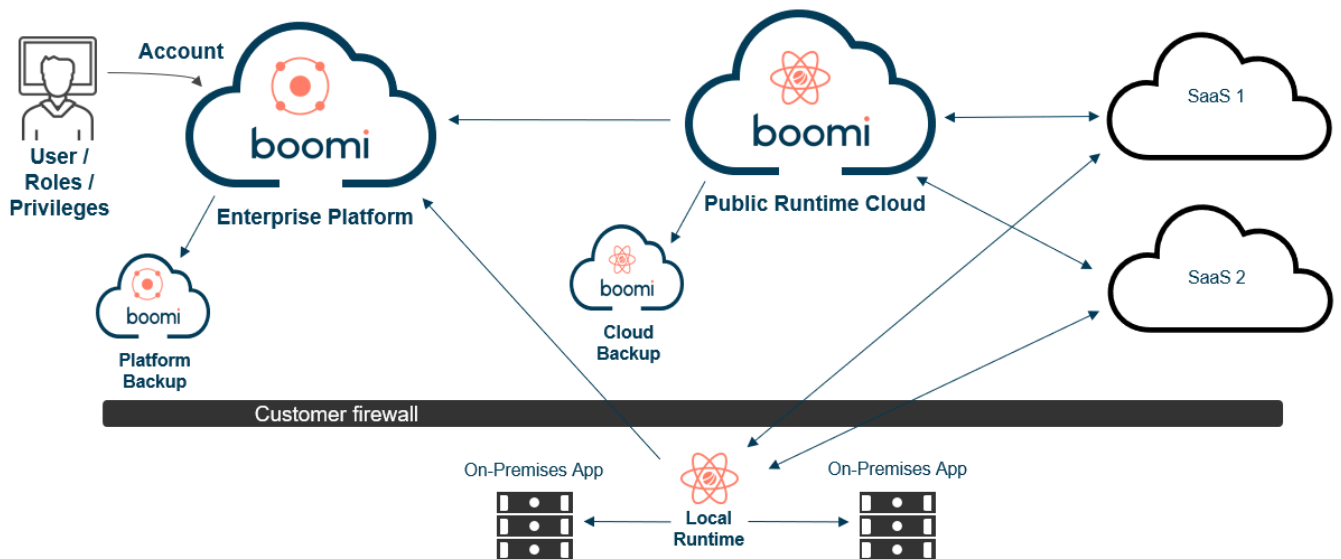 Account
boomi
boomi
SaaS 1
User /
Roles /
Privileges
Enterprise Platform
Public Runtime Cloud
SaaS 2
boomi
boomi
Platform
Backup
Cloud
Backup
Customer firewall
On-Premises App
On-Premises App
Local
Runtime